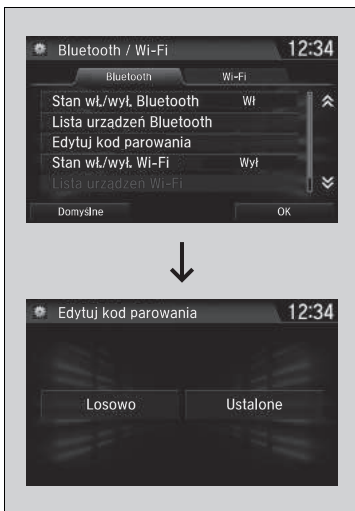 Bluetooth / Wi-Fi 12:34
Bluetooth Wi-Fi
Stan wł./wył. Bluetooth Wł
Lista urządzeń Bluetooth
Edytuj kod parowania
Stan wł./wył. Wi-Fi Wył
Lista urządzeń Wi-Fi
Domyślne OK
Edytuj kod parowania 12:34
Losowo Ustalone